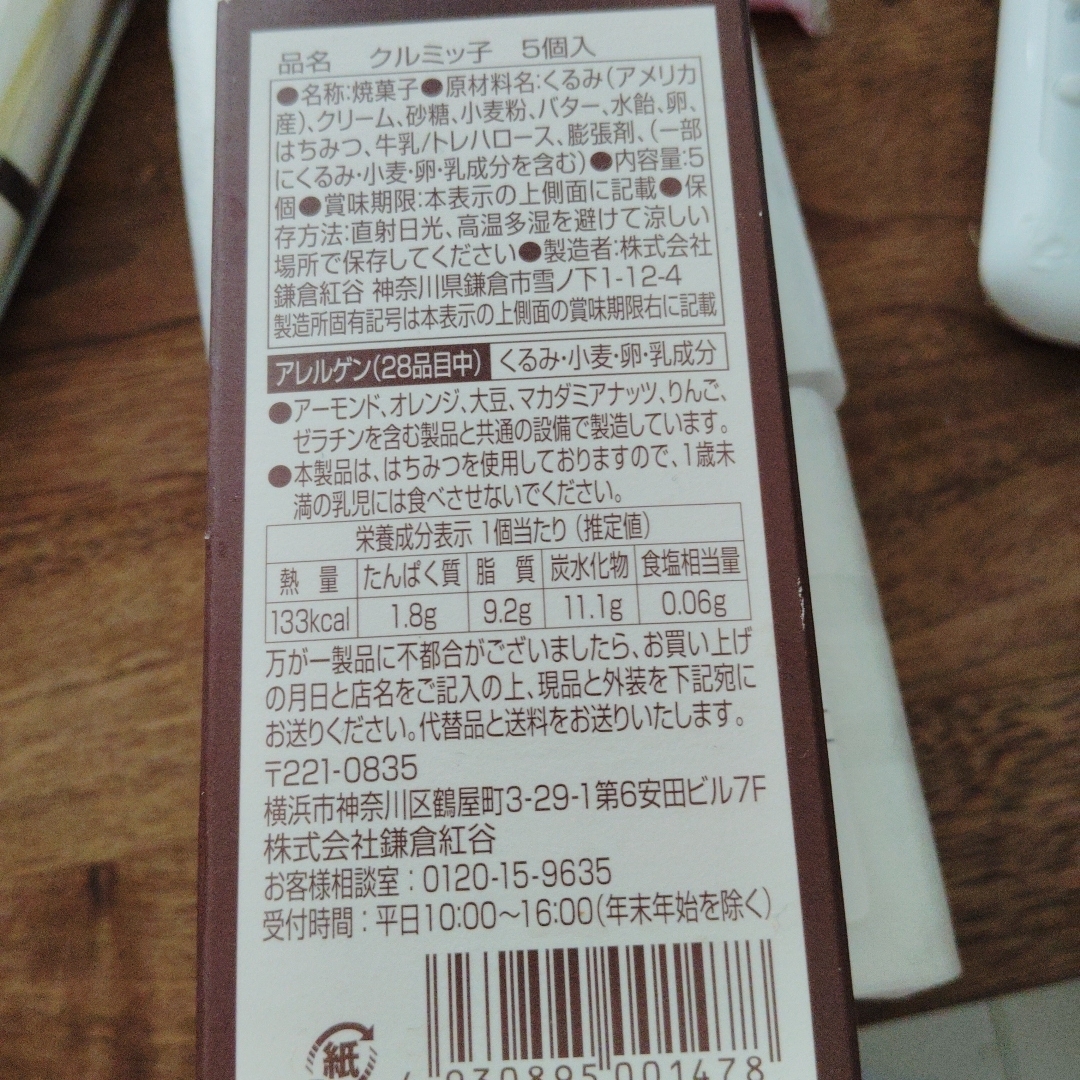 品名　クルミッ子　5個入
●名称:焼菓子●原材料名:くるみ(アメリカ
産)、クリーム、砂糖、小麦粉、バター、水飴、卵、
はちみつ、牛乳/トレハロース、膨張剤、(一部
にくるみ・小麦・卵・乳成分を含む)●内容量:5
個●賞味期限:本表示の上側面に記載●保
存方法:直射日光、高温多湿を避けて涼しい
場所で保存してください●製造者:株式会社
鎌倉紅谷 神奈川県鎌倉市雪ノ下1-12-4
製造所固有記号は本表示の上側面の賞味期限右に記載
アレルゲン(28品目中) くるみ・小麦・卵・乳成分
●アーモンド、オレンジ、大豆、マカダミアナッツ、りんご、
ゼラチンを含む製品と共通の設備で製造しています。
●本製品は、はちみつを使用しておりますので、1歳未
満の乳児には食べさせないでください。
栄養成分表示 1個当たり (推定値)
熱量 たんぱく質 脂質 炭水化物 食塩相当量
133kcal 1.8g 9.2g 11.1g 0.06g
万が一製品に不都合がございましたら、お買い上げ
の月日と店名をご記入の上、現品と外装を下記宛に
お送りください。代替品と送料をお送りいたします。
〒221-0835
横浜市神奈川区鶴屋町3-29-1第6安田ビル7F
株式会社鎌倉紅谷
お客様相談室：0120-15-9635
受付時間：平日10:00〜16:00(年末年始を除く)
紙
930895 001478